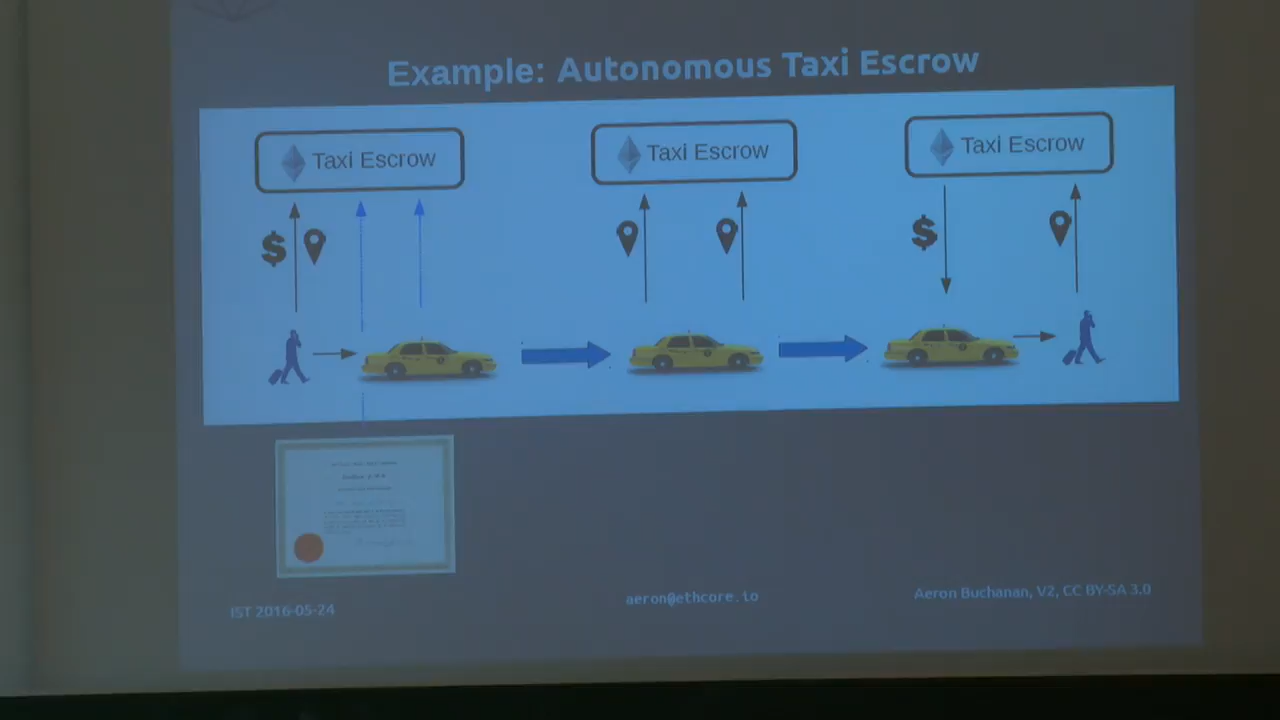 Example: Autonomous Taxi Escrow
Taxi Escrow
Taxi Escrow
Taxi Escrow
$
$
IST 2016-05-24
aeron@ethcore.io
Aeron Buchanan, V2, CC BY-SA 3.0